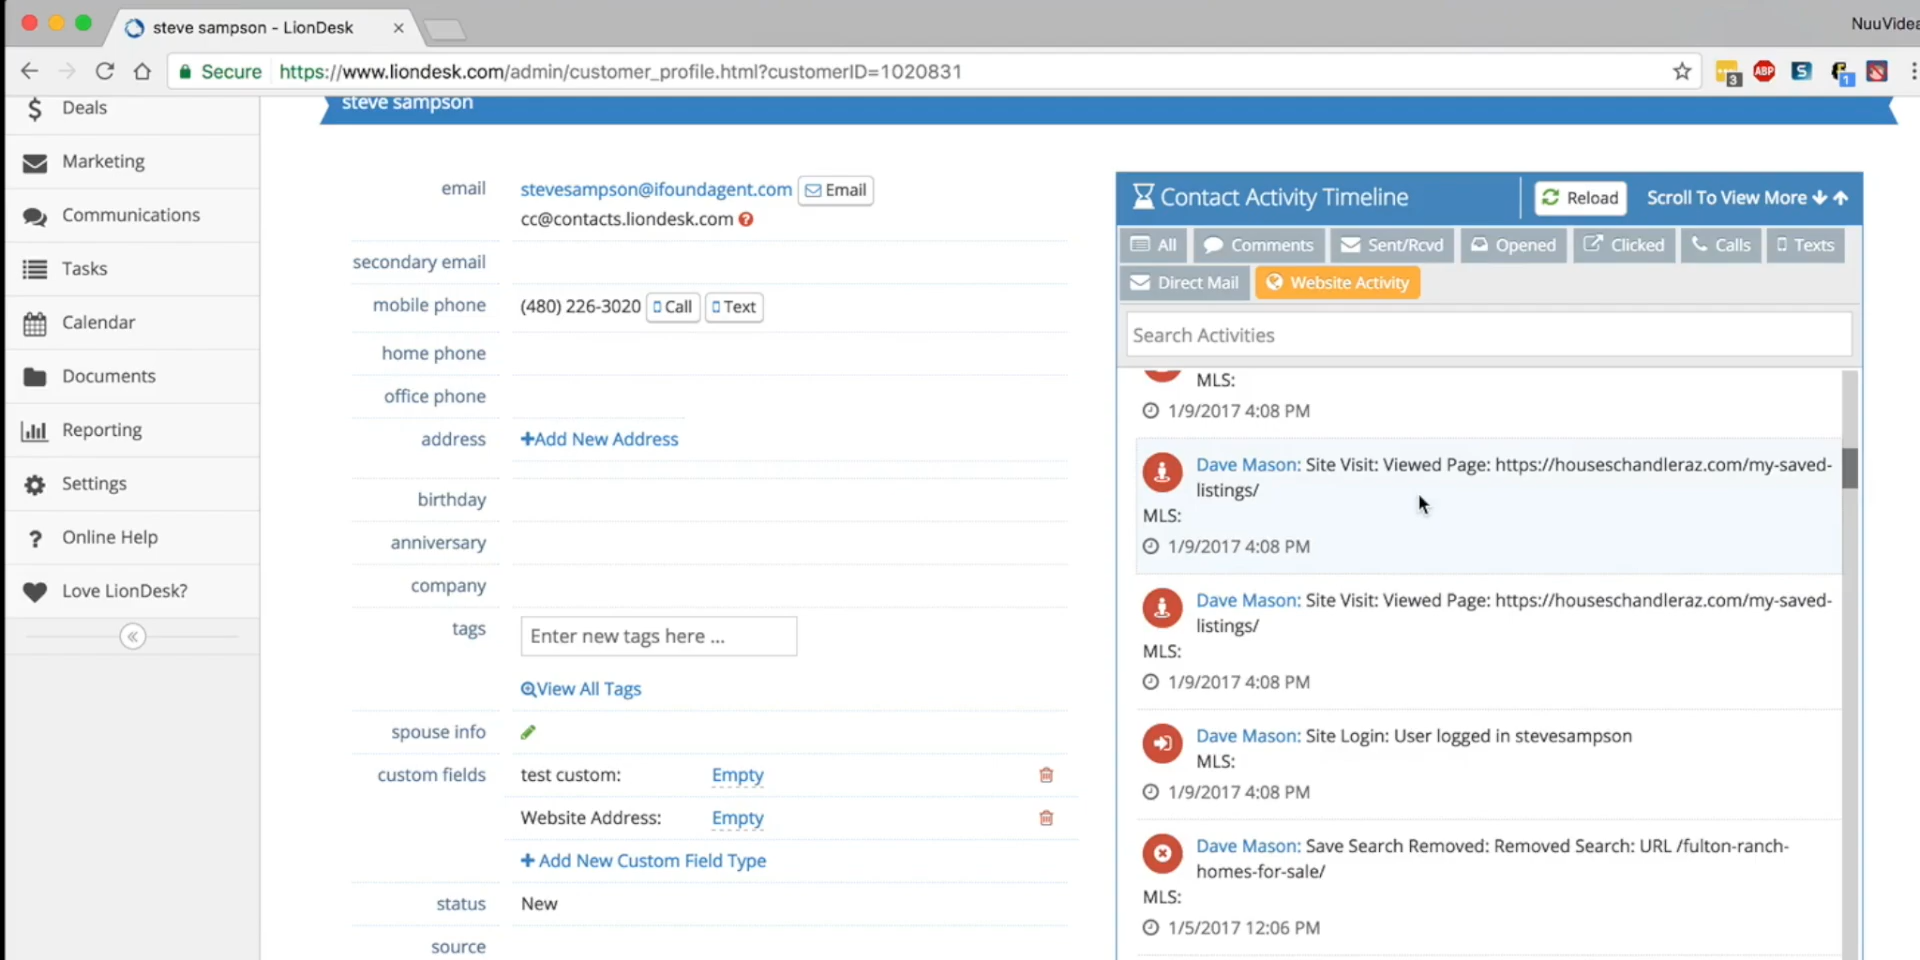 steve sampson - LionDesk
NuuVidea
Secure https://www.liondesk.com/admin/customer_profile.html?customerID=1020831
3
ABP
S
1
Deals
Marketing
Communications
Tasks
Calendar
Documents
Reporting
Settings
Online Help
Love LionDesk?
steve sampson
email stevesampson@ifoundagent.com Email
cc@contacts.liondesk.com
secondary email
mobile phone (480) 226-3020 Call Text
home phone
office phone
address +Add New Address
birthday
anniversary
company
tags Enter new tags here ...
View All Tags
spouse info
custom fields test custom: Empty
Website Address: Empty
+ Add New Custom Field Type
status New
source
Contact Activity Timeline Reload Scroll To View More
All Comments Sent/Rcvd Opened Clicked Calls Texts
Direct Mail Website Activity
Search Activities
MLS:
1/9/2017 4:08 PM
Dave Mason: Site Visit: Viewed Page: https://houseschandleraz.com/my-saved-
listings/
MLS:
1/9/2017 4:08 PM
Dave Mason: Site Visit: Viewed Page: https://houseschandleraz.com/my-saved-
listings/
MLS:
1/9/2017 4:08 PM
Dave Mason: Site Login: User logged in stevesampson
MLS:
1/9/2017 4:08 PM
Dave Mason: Save Search Removed: Removed Search: URL /fulton-ranch-
homes-for-sale/
MLS:
1/5/2017 12:06 PM